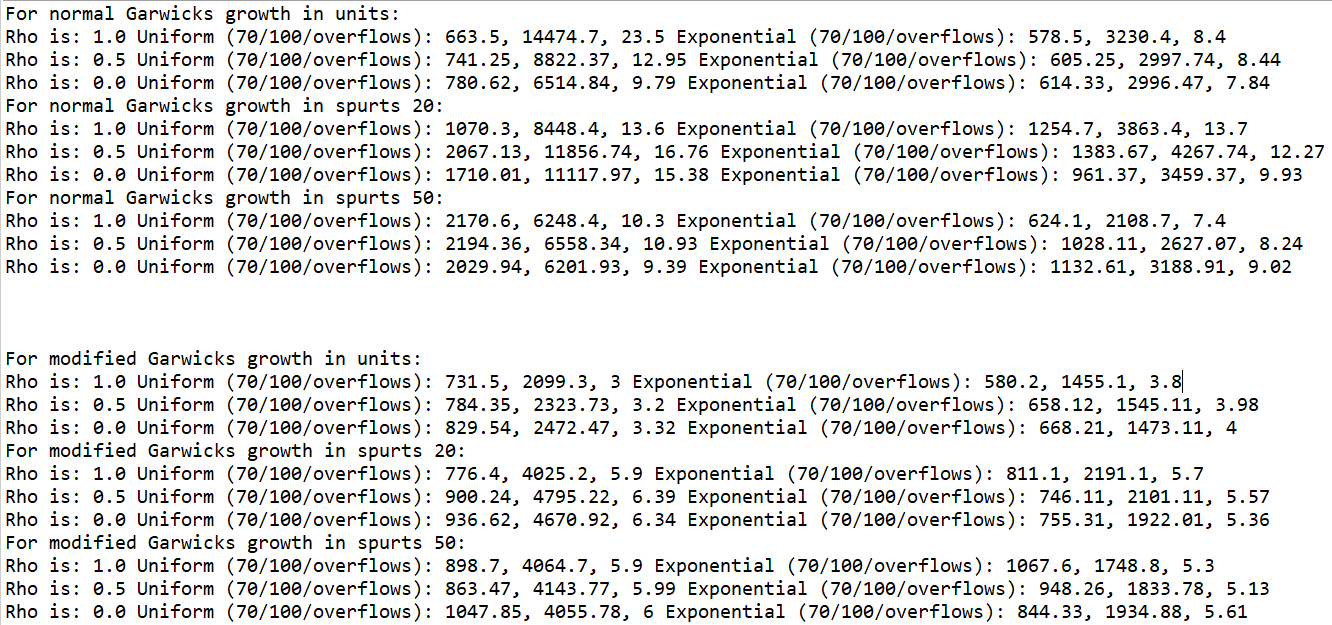 For normal Garwicks growth in units:
Rho is: 1.0 Uniform (70/100/overflows): 663.5, 14474.7, 23.5 Exponential (70/100/overflows): 578.5, 3230.4, 8.4
Rho is: 0.5 Uniform (70/100/overflows): 741.25, 8822.37, 12.95 Exponential (70/100/overflows): 605.25, 2997.74, 8.44
Rho is: 0.0 Uniform (70/100/overflows): 780.62, 6514.84, 9.79 Exponential (70/100/overflows): 614.33, 2996.47, 7.84
For normal Garwicks growth in spurts 20:
Rho is: 1.0 Uniform (70/100/overflows): 1070.3, 8448.4, 13.6 Exponential (70/100/overflows): 1254.7, 3863.4, 13.7
Rho is: 0.5 Uniform (70/100/overflows): 2067.13, 11856.74, 16.76 Exponential (70/100/overflows): 1383.67, 4267.74, 12.27
Rho is: 0.0 Uniform (70/100/overflows): 1710.01, 11117.97, 15.38 Exponential (70/100/overflows): 961.37, 3459.37, 9.93
For normal Garwicks growth in spurts 50:
Rho is: 1.0 Uniform (70/100/overflows): 2170.6, 6248.4, 10.3 Exponential (70/100/overflows): 624.1, 2108.7, 7.4
Rho is: 0.5 Uniform (70/100/overflows): 2194.36, 6558.34, 10.93 Exponential (70/100/overflows): 1028.11, 2627.07, 8.24
Rho is: 0.0 Uniform (70/100/overflows): 2029.94, 6201.93, 9.39 Exponential (70/100/overflows): 1132.61, 3188.91, 9.02
For modified Garwicks growth in units:
Rho is: 1.0 Uniform (70/100/overflows): 731.5, 2099.3, 3 Exponential (70/100/overflows): 580.2, 1455.1, 3.8
Rho is: 0.5 Uniform (70/100/overflows): 784.35, 2323.73, 3.2 Exponential (70/100/overflows): 658.12, 1545.11, 3.98
Rho is: 0.0 Uniform (70/100/overflows): 829.54, 2472.47, 3.32 Exponential (70/100/overflows): 668.21, 1473.11, 4
For modified Garwicks growth in spurts 20:
Rho is: 1.0 Uniform (70/100/overflows): 776.4, 4025.2, 5.9 Exponential (70/100/overflows): 811.1, 2191.1, 5.7
Rho is: 0.5 Uniform (70/100/overflows): 900.24, 4795.22, 6.39 Exponential (70/100/overflows): 746.11, 2101.11, 5.57
Rho is: 0.0 Uniform (70/100/overflows): 936.62, 4670.92, 6.34 Exponential (70/100/overflows): 755.31, 1922.01, 5.36
For modified Garwicks growth in spurts 50:
Rho is: 1.0 Uniform (70/100/overflows): 898.7, 4064.7, 5.9 Exponential (70/100/overflows): 1067.6, 1748.8, 5.3
Rho is: 0.5 Uniform (70/100/overflows): 863.47, 4143.77, 5.99 Exponential (70/100/overflows): 948.26, 1833.78, 5.13
Rho is: 0.0 Uniform (70/100/overflows): 1047.85, 4055.78, 6 Exponential (70/100/overflows): 844.33, 1934.88, 5.61